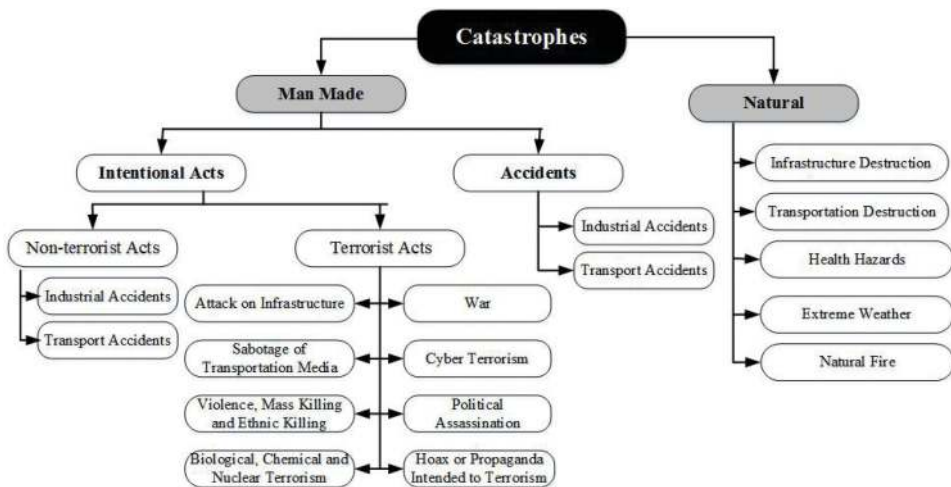 Catastrophes
Man Made
Natural
Intentional Acts
Accidents
Infrastructure Destruction
Transportation Destruction
Health Hazards
Extreme Weather
Natural Fire
Non-terrorist Acts
Terrorist Acts
Industrial Accidents
Transport Accidents
Industrial Accidents
Transport Accidents
Attack on Infrastructure
War
Sabotage of
Transportation Media
Cyber Terrorism
Violence, Mass Killing
and Ethnic Killing
Political
Assassination
Biological, Chemical and
Nuclear Terrorism
Hoax or Propaganda
Intended to Terrorism